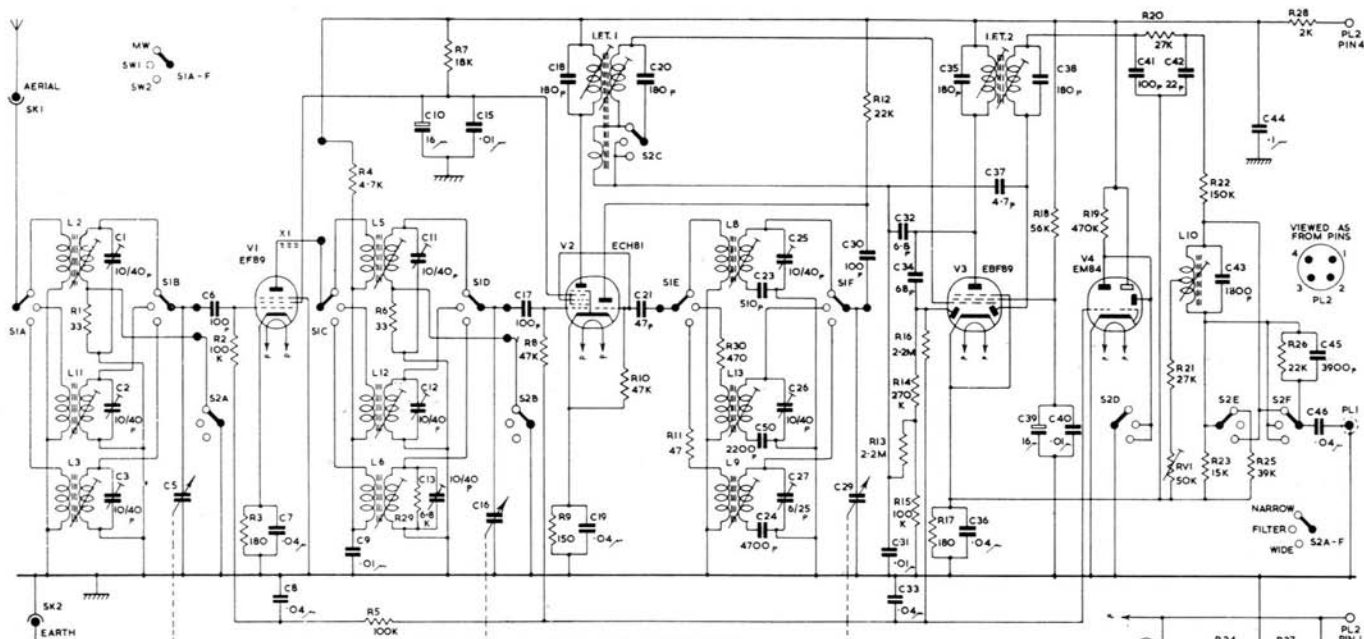 MW
SW1
SW2
S1A-F
AERIAL
SK1
R7
18K
C10
16
C15
.01
R4
4.7K
I.F.T.1
C18
180p
C20
180p
S2C
R12
22K
I.F.T.2
C35
180p
C38
180p
R20
27K
C41
100p
C42
22p
R28
2K
PL2
PIN 4
C44
.1
R22
150K
VIEWED AS
FROM PINS
4
1
3
2
PL2
C37
4.7p
R18
56K
R19
470K
V4
EM84
L10
C43
1800p
L2
C1
10/40p
S1B
S1A
R1
33
L11
C2
10/40p
S2A
L3
C3
10/40p
C5
C6
100p
R2
100K
V1
EF89
X1
R3
180
C7
.04
C8
.04
R5
100K
SK2
EARTH
L5
C11
10/40p
S1D
S1C
R6
33
L12
C12
10/40p
L6
C13
10/40p
R29
6.8K
C9
.01
S2B
C16
C17
100p
R8
47K
V2
ECH81
R10
47K
R9
150
C19
.04
C21
47p
S1E
L8
C25
10/40p
C23
510p
S1F
R30
470
L13
C26
10/40p
C50
2200p
R11
47
L9
C27
6/25p
C24
4700p
C29
C30
100p
C32
6.8p
C34
68p
V3
EBF89
R16
2.2M
R14
270K
R13
2.2M
R15
100K
C31
.01
C33
.04
R17
180
C36
.04
C39
16
C40
.01
S2D
R21
27K
RV1
50K
S2E
R23
15K
S2F
R25
39K
R26
22K
C45
3900p
C46
.04
PL1
NARROW
FILTER
WIDE
S2A-F
PL2